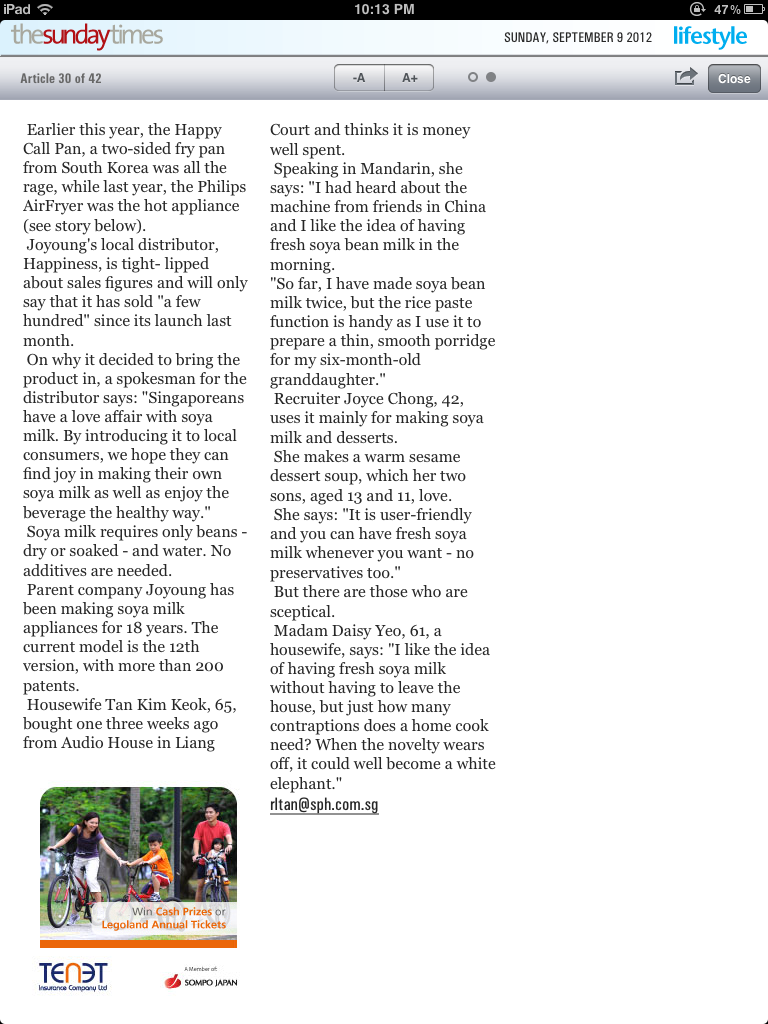 iPad 10:13 PM 47%
thesundaytimes SUNDAY, SEPTEMBER 9 2012 lifestyle
Article 30 of 42 -A A+ Close
Earlier this year, the Happy
Call Pan, a two-sided fry pan
from South Korea was all the
rage, while last year, the Philips
AirFryer was the hot appliance
(see story below).
Joyoung's local distributor,
Happiness, is tight- lipped
about sales figures and will only
say that it has sold "a few
hundred" since its launch last
month.
On why it decided to bring the
product in, a spokesman for the
distributor says: "Singaporeans
have a love affair with soya
milk. By introducing it to local
consumers, we hope they can
find joy in making their own
soya milk as well as enjoy the
beverage the healthy way."
Soya milk requires only beans -
dry or soaked - and water. No
additives are needed.
Parent company Joyoung has
been making soya milk
appliances for 18 years. The
current model is the 12th
version, with more than 200
patents.
Housewife Tan Kim Keok, 65,
bought one three weeks ago
from Audio House in Liang
Court and thinks it is money
well spent.
Speaking in Mandarin, she
says: "I had heard about the
machine from friends in China
and I like the idea of having
fresh soya bean milk in the
morning.
"So far, I have made soya bean
milk twice, but the rice paste
function is handy as I use it to
prepare a thin, smooth porridge
for my six-month-old
granddaughter."
Recruiter Joyce Chong, 42,
uses it mainly for making soya
milk and desserts.
She makes a warm sesame
dessert soup, which her two
sons, aged 13 and 11, love.
She says: "It is user-friendly
and you can have fresh soya
milk whenever you want - no
preservatives too."
But there are those who are
sceptical.
Madam Daisy Yeo, 61, a
housewife, says: "I like the idea
of having fresh soya milk
without having to leave the
house, but just how many
contraptions does a home cook
need? When the novelty wears
off, it could well become a white
elephant."
rltan@sph.com.sg
Win Cash Prizes or
Legoland Annual Tickets
TENET
Insurance Company Ltd
A Member of:
SOMPO JAPAN